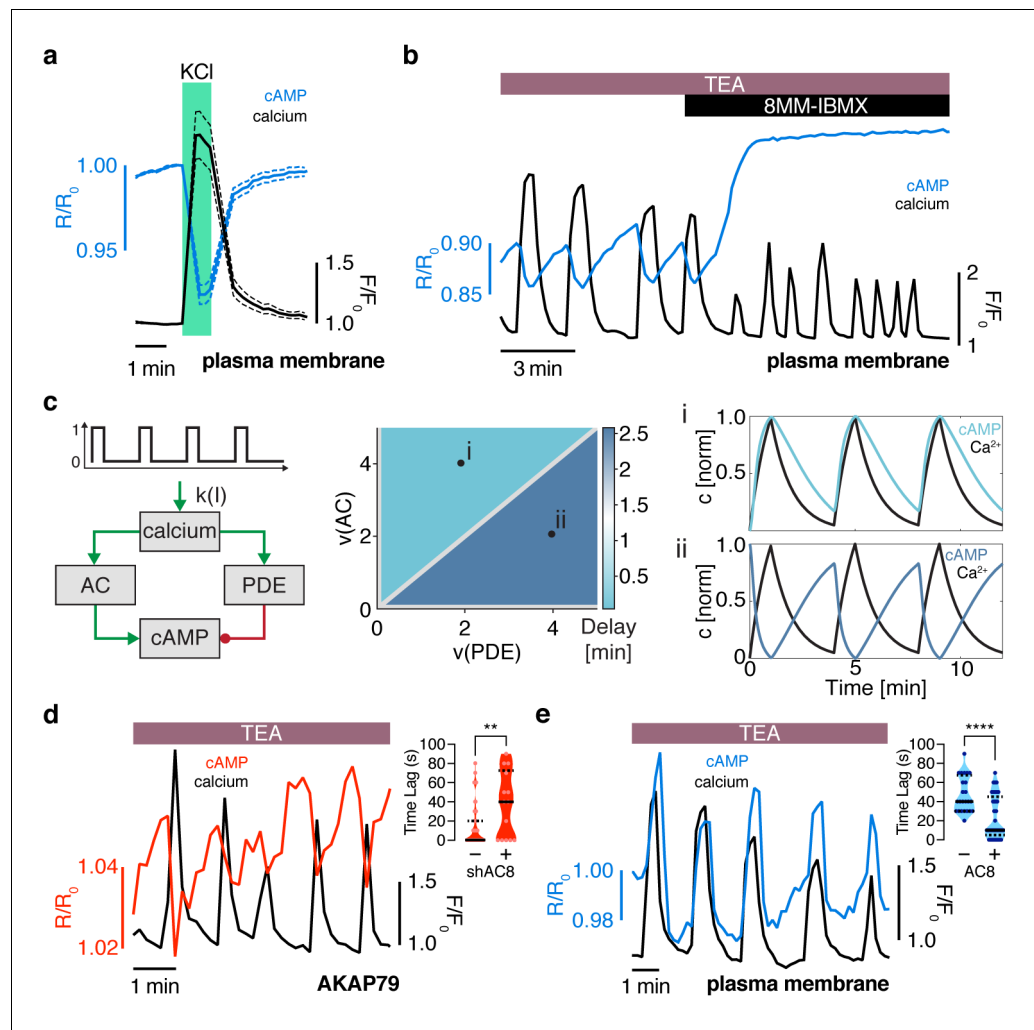 a
KCl
cAMP
calcium
1.00
0.95
R/R0
1.5
1.0
F/F0
1 min
plasma membrane
b
TEA
8MM-IBMX
cAMP
calcium
0.90
0.85
R/R0
2
1
F/F0
3 min
plasma membrane
c
1
0
k(I)
calcium
AC
PDE
cAMP
v(AC)
4
2
0
i
ii
0
2
4
v(PDE)
2.5
2
1.5
1
0.5
Delay
[min]
i
1.0
0.5
c [norm]
cAMP
Ca²⁺
ii
1.0
0.5
0
c [norm]
cAMP
Ca²⁺
0
5
10
Time [min]
d
TEA
cAMP
calcium
1.04
1.02
R/R0
1.5
1.0
F/F0
1 min
AKAP79
**
100
80
60
40
20
0
Time Lag (s)
– +
shAC8
e
TEA
cAMP
calcium
1.00
0.98
R/R0
1.5
1.0
F/F0
1 min
plasma membrane
****
100
80
60
40
20
0
Time Lag (s)
– +
AC8